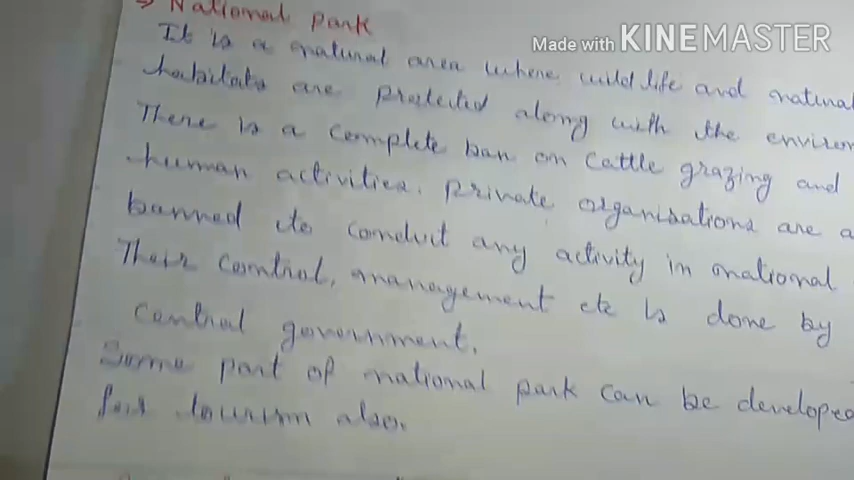 → National park
Made with KINEMASTER
It is a natural area where wild life and natural
habitats are protected along with the environ
There is a complete ban on cattle grazing and
human activities. private organisations are a
banned to conduct any activity in national
Their control, management etc is done by
central government.
Some part of national park can be developed
for tourism also.